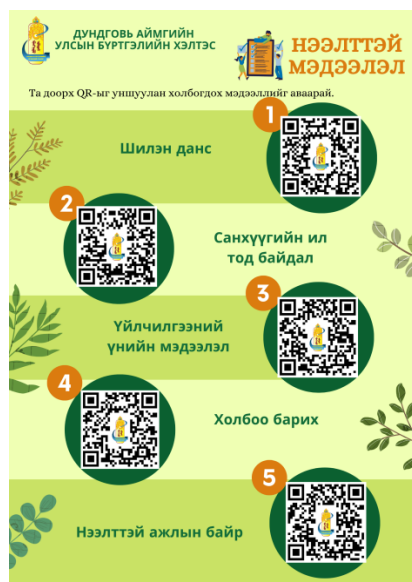 ДУНДГОВЬ АЙМГИЙН
УЛСЫН БҮРТГЭЛИЙН ХЭЛТЭС
НЭЭЛТТЭЙ
МЭДЭЭЛЭЛ
Та доорх QR-ыг уншуулан холбогдох мэдээллийг аваарай.
1
Шилэн данс
2
Санхүүгийн ил
тод байдал
3
Үйлчилгээний
үнийн мэдээлэл
4
Холбоо барих
5
Нээлттэй ажлын байр